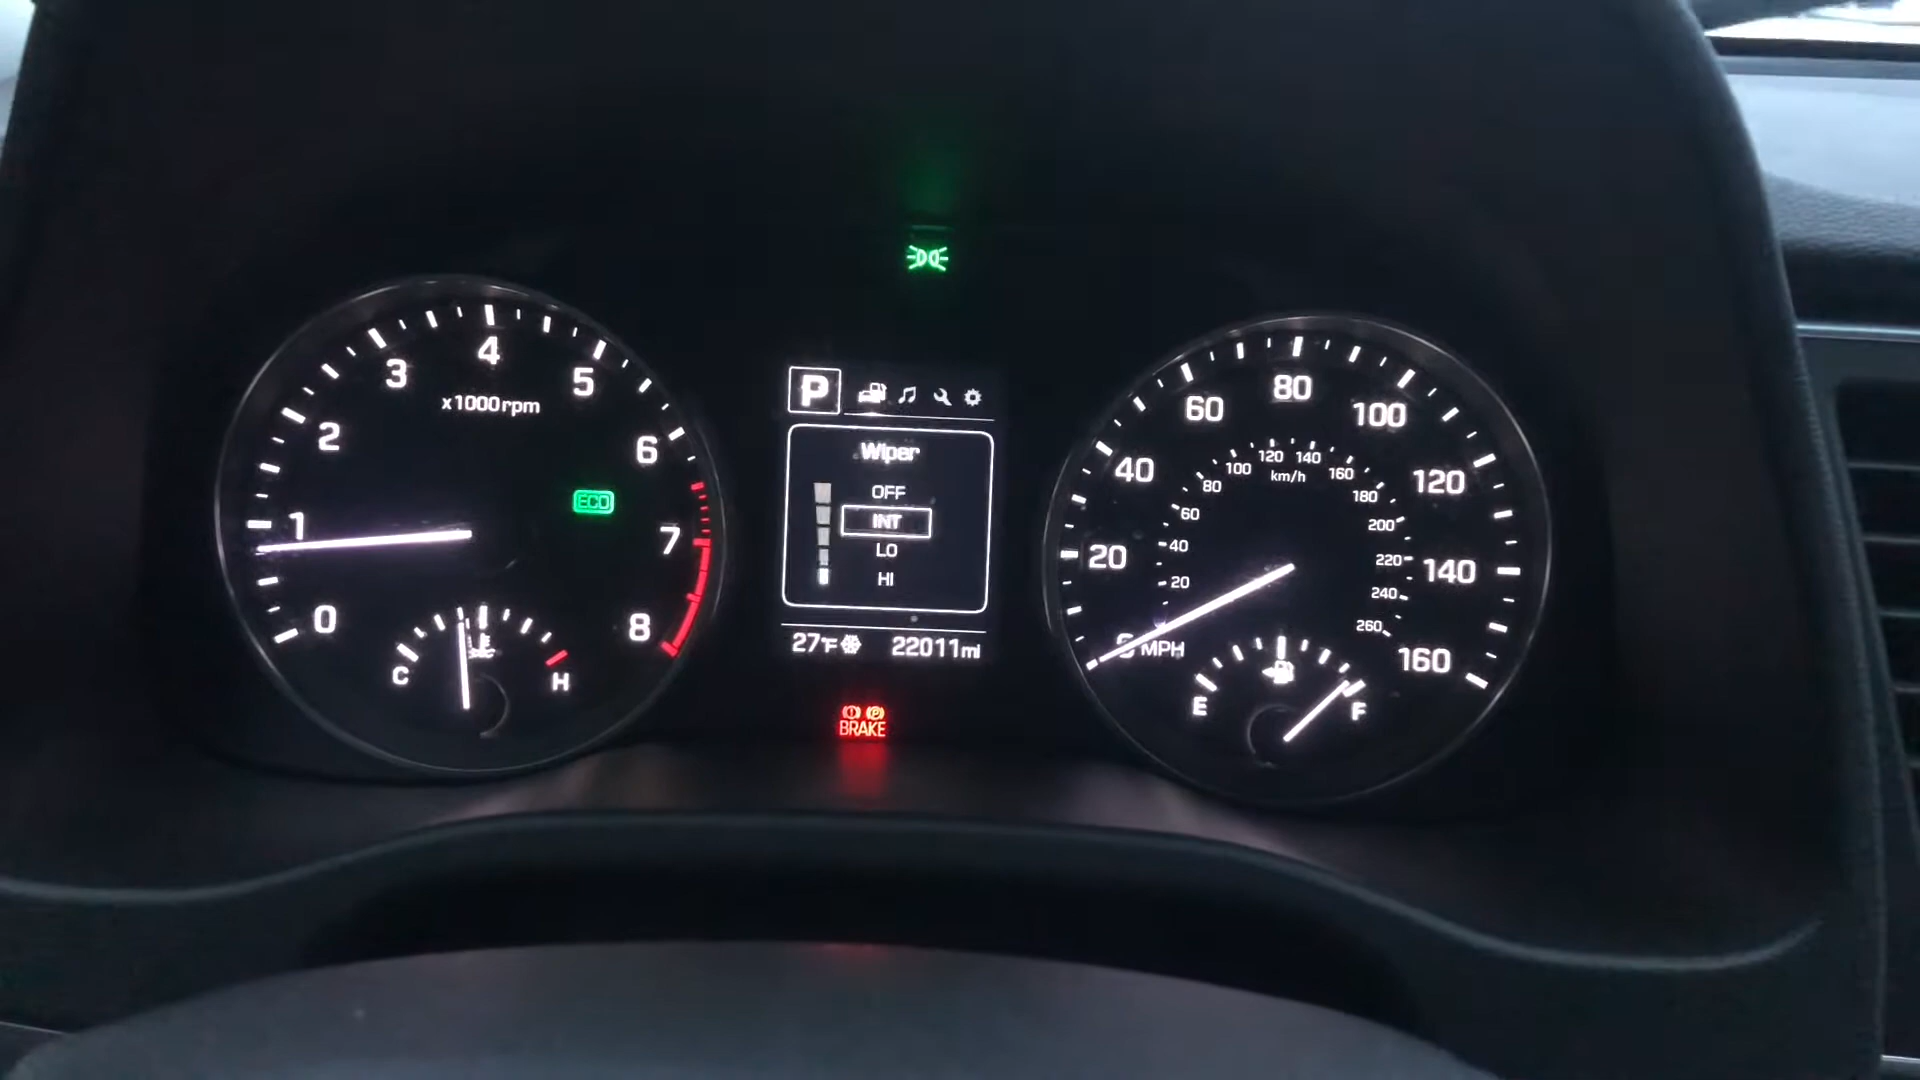 0 1 2 3 4 5 6 7 8
x1000rpm
ECO
C H
P
Wiper
OFF
INT
LO
HI
27°F 22011mi
BRAKE
20 40 60 80 100 120 140 160
MPH
20 40 60 80 100 120 140 160 180 200 220 240 260
km/h
E F